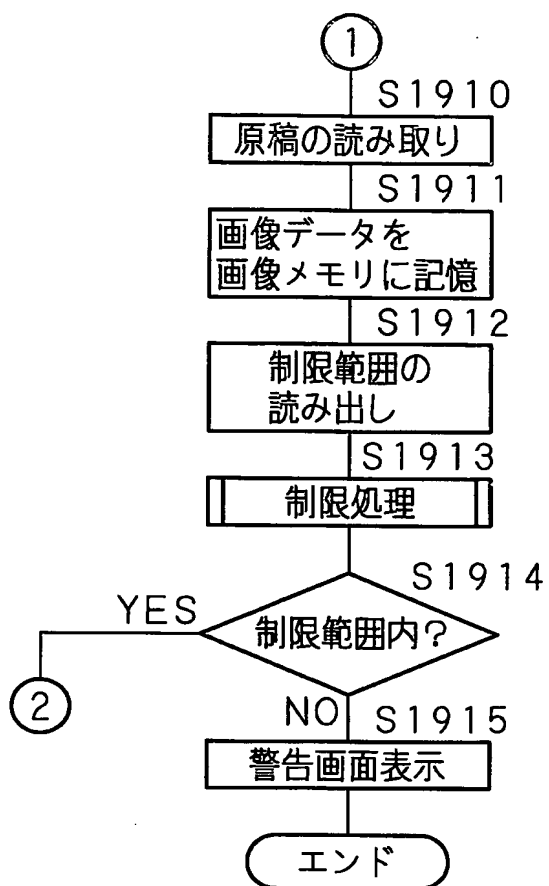 1
S1910
原稿の読み取り
S1911
画像データを
画像メモリに記憶
S1912
制限範囲の
読み出し
S1913
制限処理
S1914
制限範囲内?
YES
2
NO
S1915
警告画面表示
エンド